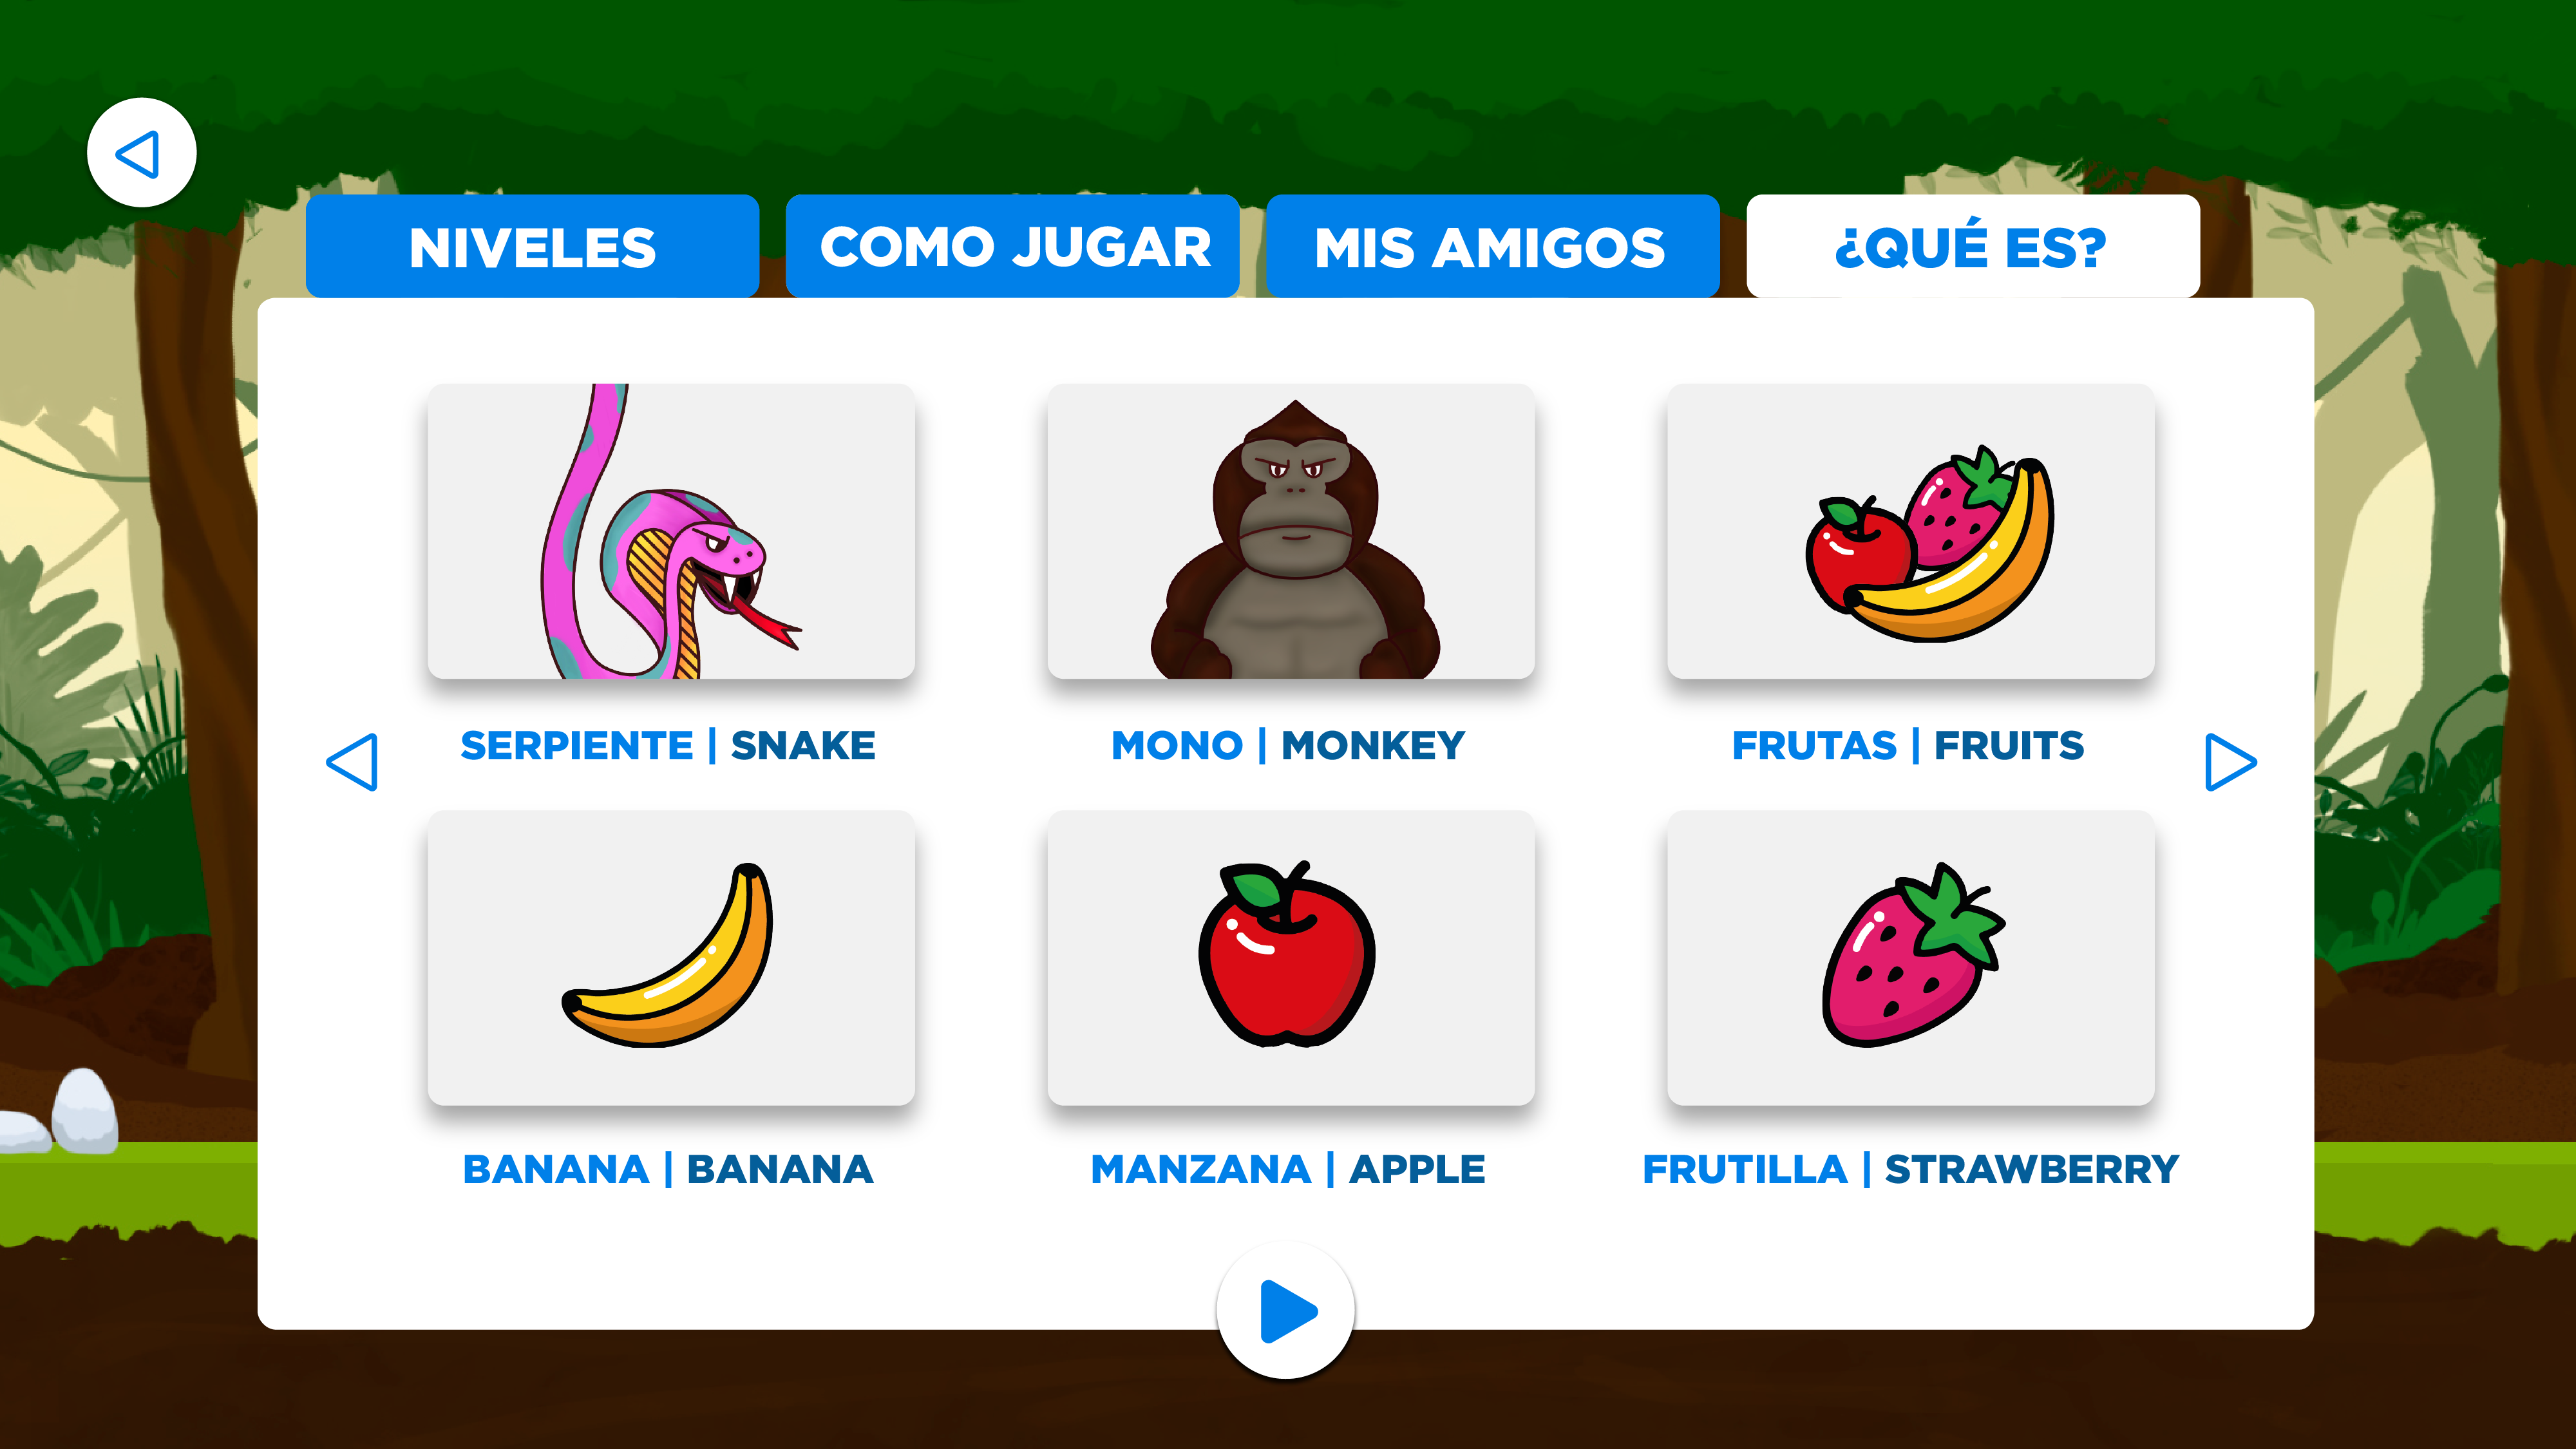 NIVELES
COMO JUGAR
MIS AMIGOS
¿QUÉ ES?
SERPIENTE | SNAKE
MONO | MONKEY
FRUTAS | FRUITS
BANANA | BANANA
MANZANA | APPLE
FRUTILLA | STRAWBERRY